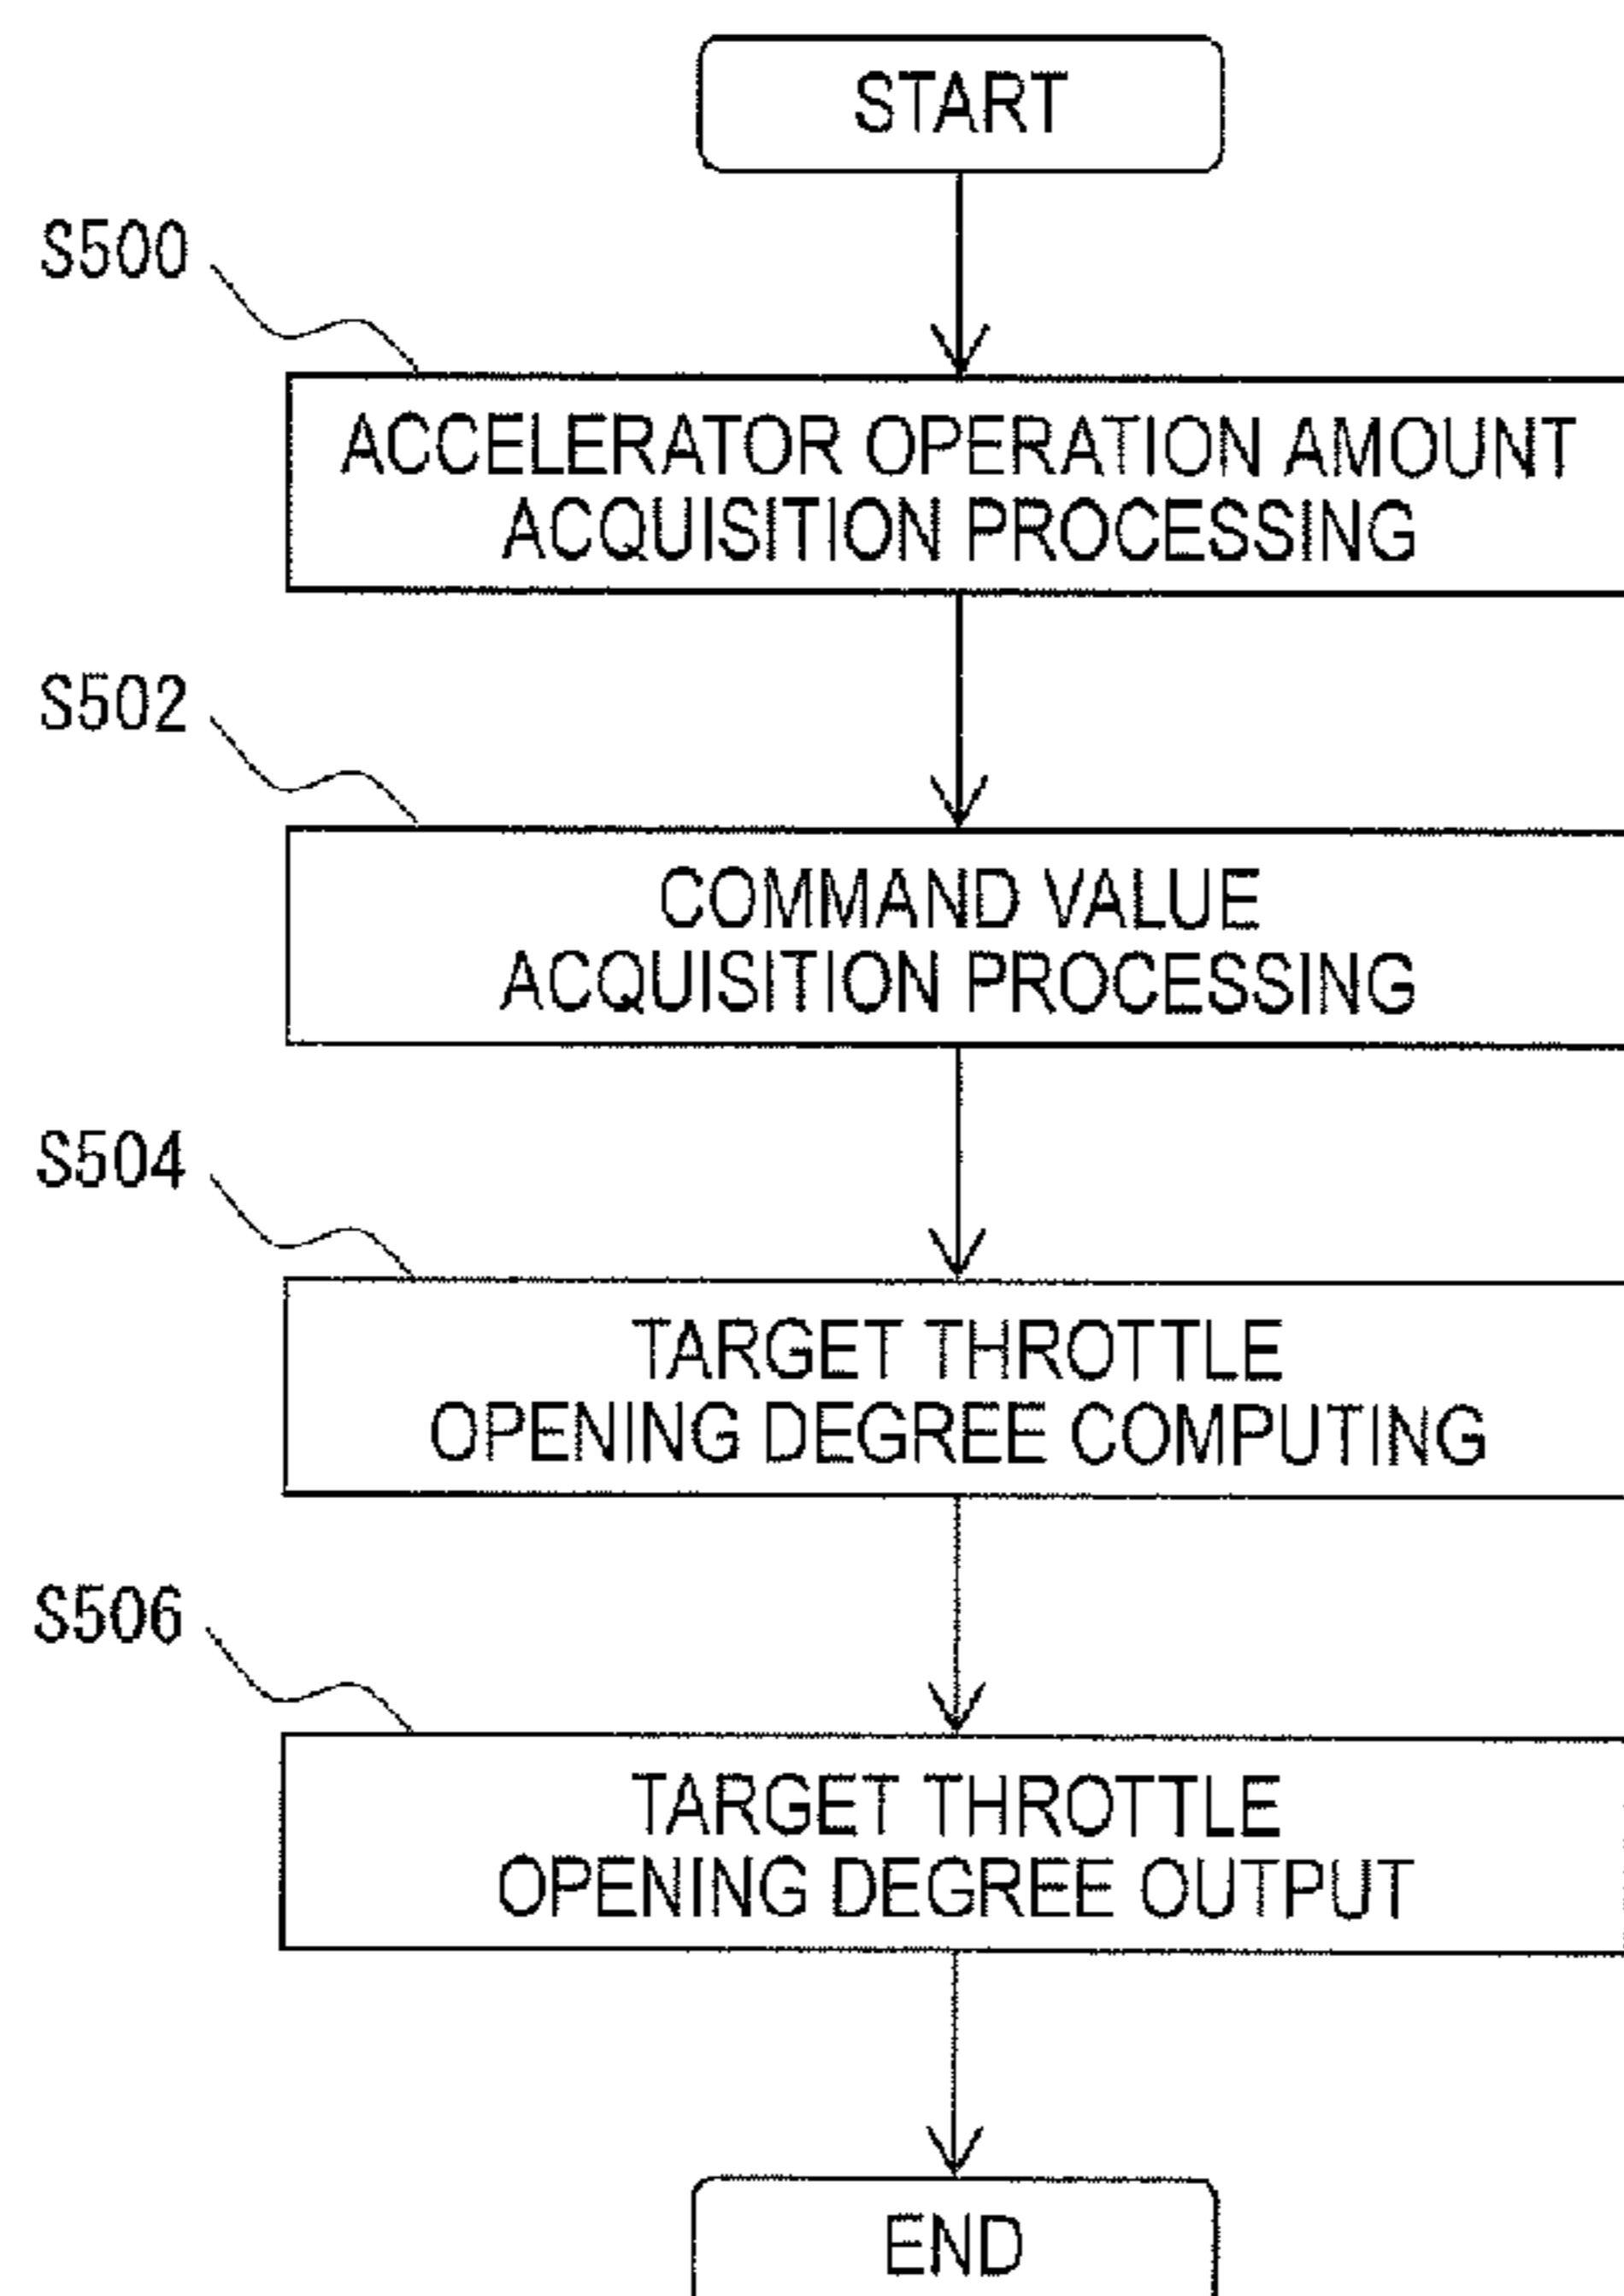 START
S500
ACCELERATOR OPERATION AMOUNT
ACQUISITION PROCESSING
S502
COMMAND VALUE
ACQUISITION PROCESSING
S504
TARGET THROTTLE
OPENING DEGREE COMPUTING
S506
TARGET THROTTLE
OPENING DEGREE OUTPUT
END